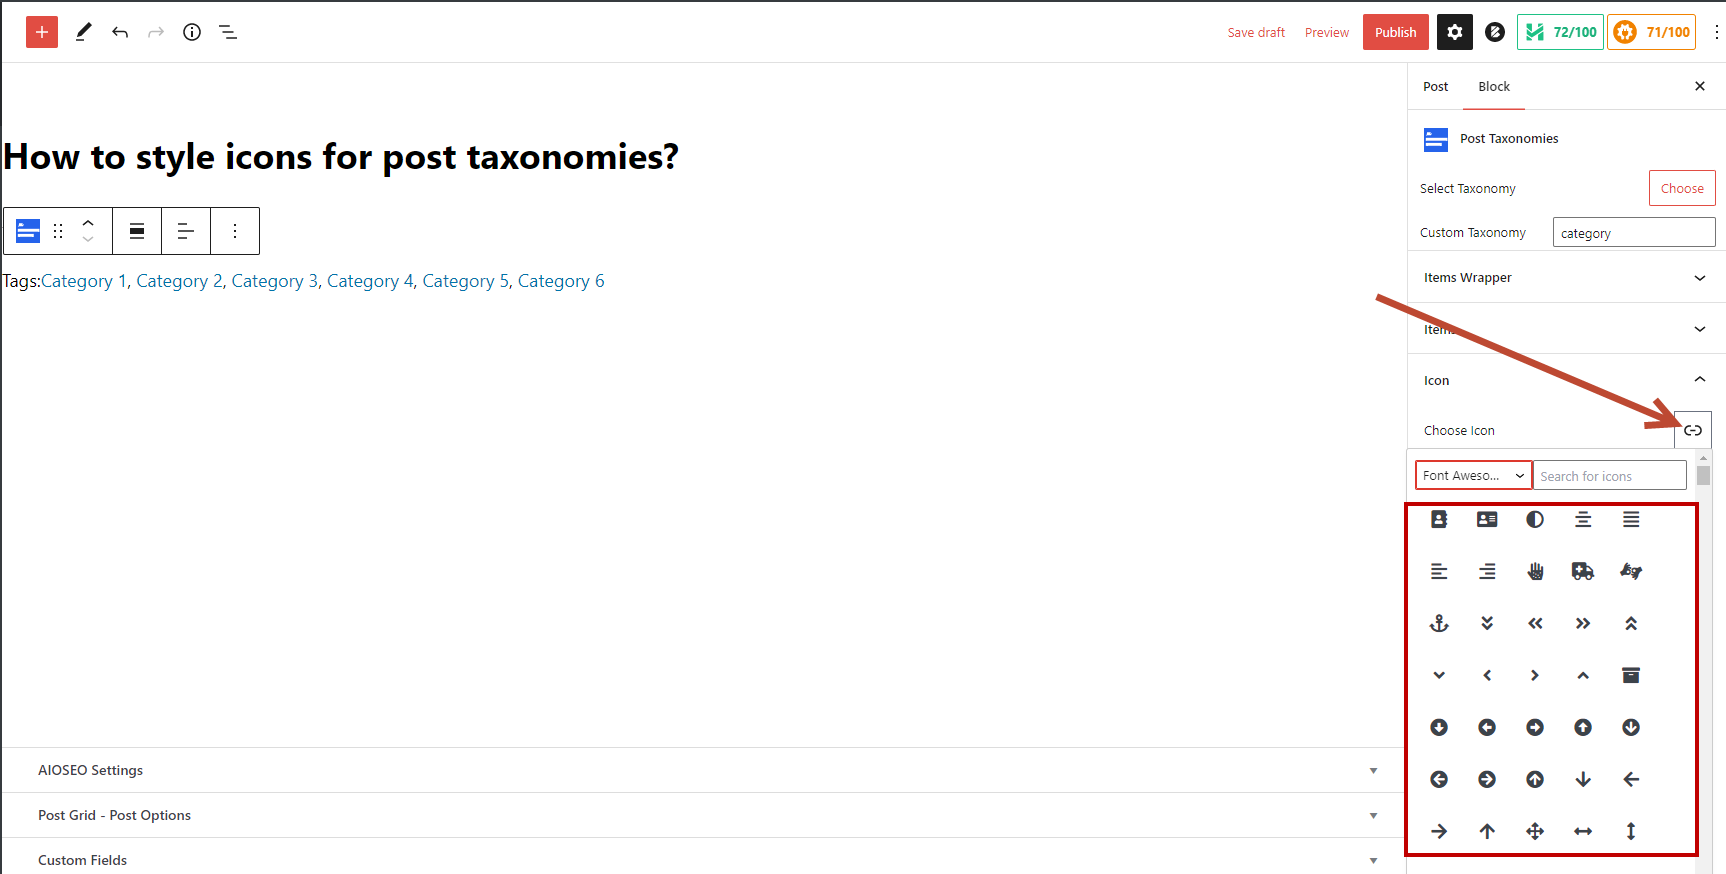 Save draft
Preview
Publish
72/100
71/100
Post
Block
How to style icons for post taxonomies?
Tags:Category 1, Category 2, Category 3, Category 4, Category 5, Category 6
Post Taxonomies
Select Taxonomy
Choose
Custom Taxonomy
category
Items Wrapper
Items
Icon
Choose Icon
Font Aweso...
Search for icons
AIOSEO Settings
Post Grid - Post Options
Custom Fields